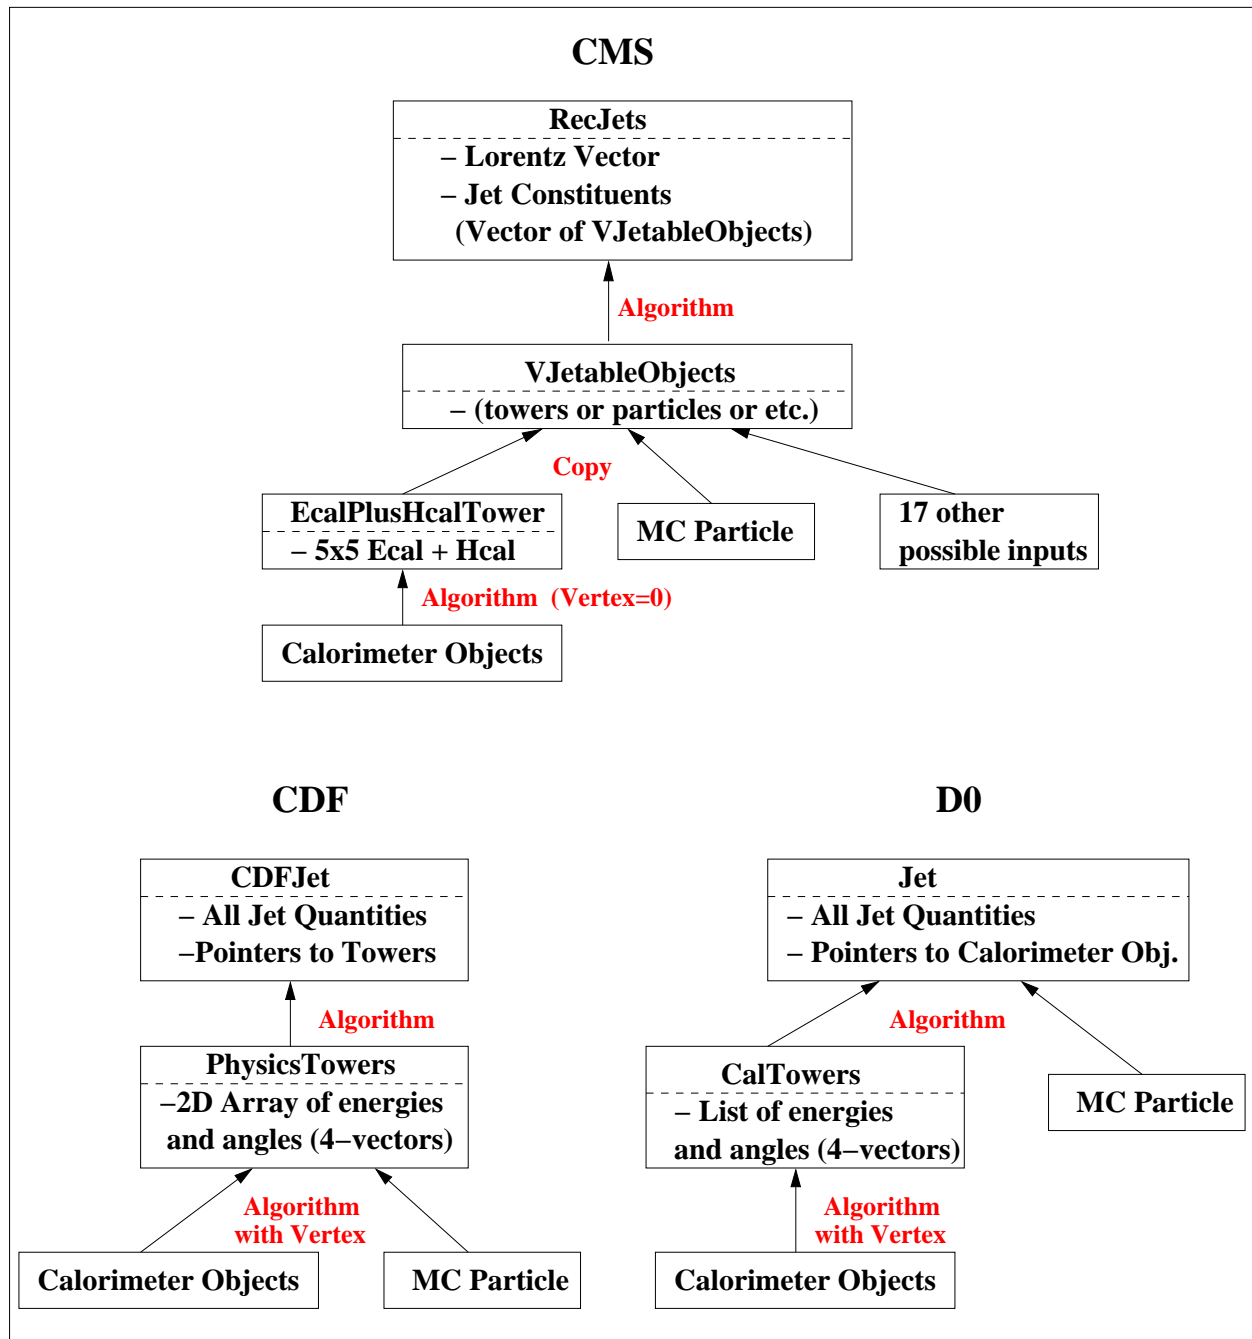 CMS
RecJets
– Lorentz Vector
– Jet Constituents
(Vector of VJetableObjects)
Algorithm
VJetableObjects
– (towers or particles or etc.)
Copy
EcalPlusHcalTower
– 5x5 Ecal + Hcal
MC Particle
17 other
possible inputs
Algorithm (Vertex=0)
Calorimeter Objects
CDF
CDFJet
– All Jet Quantities
–Pointers to Towers
Algorithm
PhysicsTowers
–2D Array of energies
and angles (4–vectors)
Algorithm
with Vertex
Calorimeter Objects
MC Particle
D0
Jet
– All Jet Quantities
– Pointers to Calorimeter Obj.
Algorithm
CalTowers
– List of energies
and angles (4–vectors)
MC Particle
Algorithm
with Vertex
Calorimeter Objects